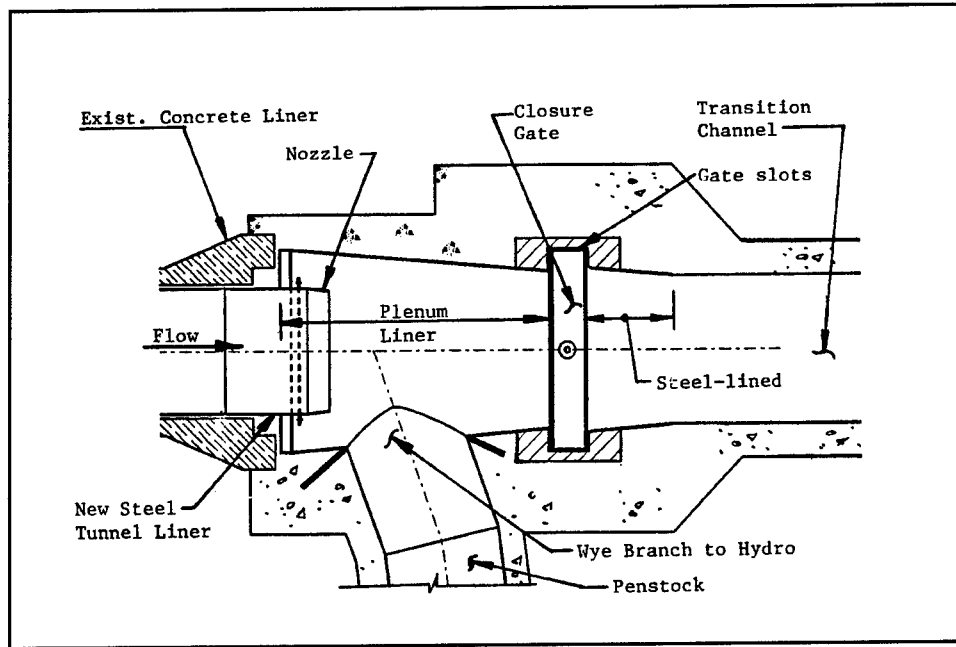 Exist. Concrete Liner
Nozzle
Closure
Gate
Transition
Channel
Gate slots
Plenum
Liner
Flow
Steel-lined
New Steel
Tunnel Liner
Wye Branch to Hydro
Penstock